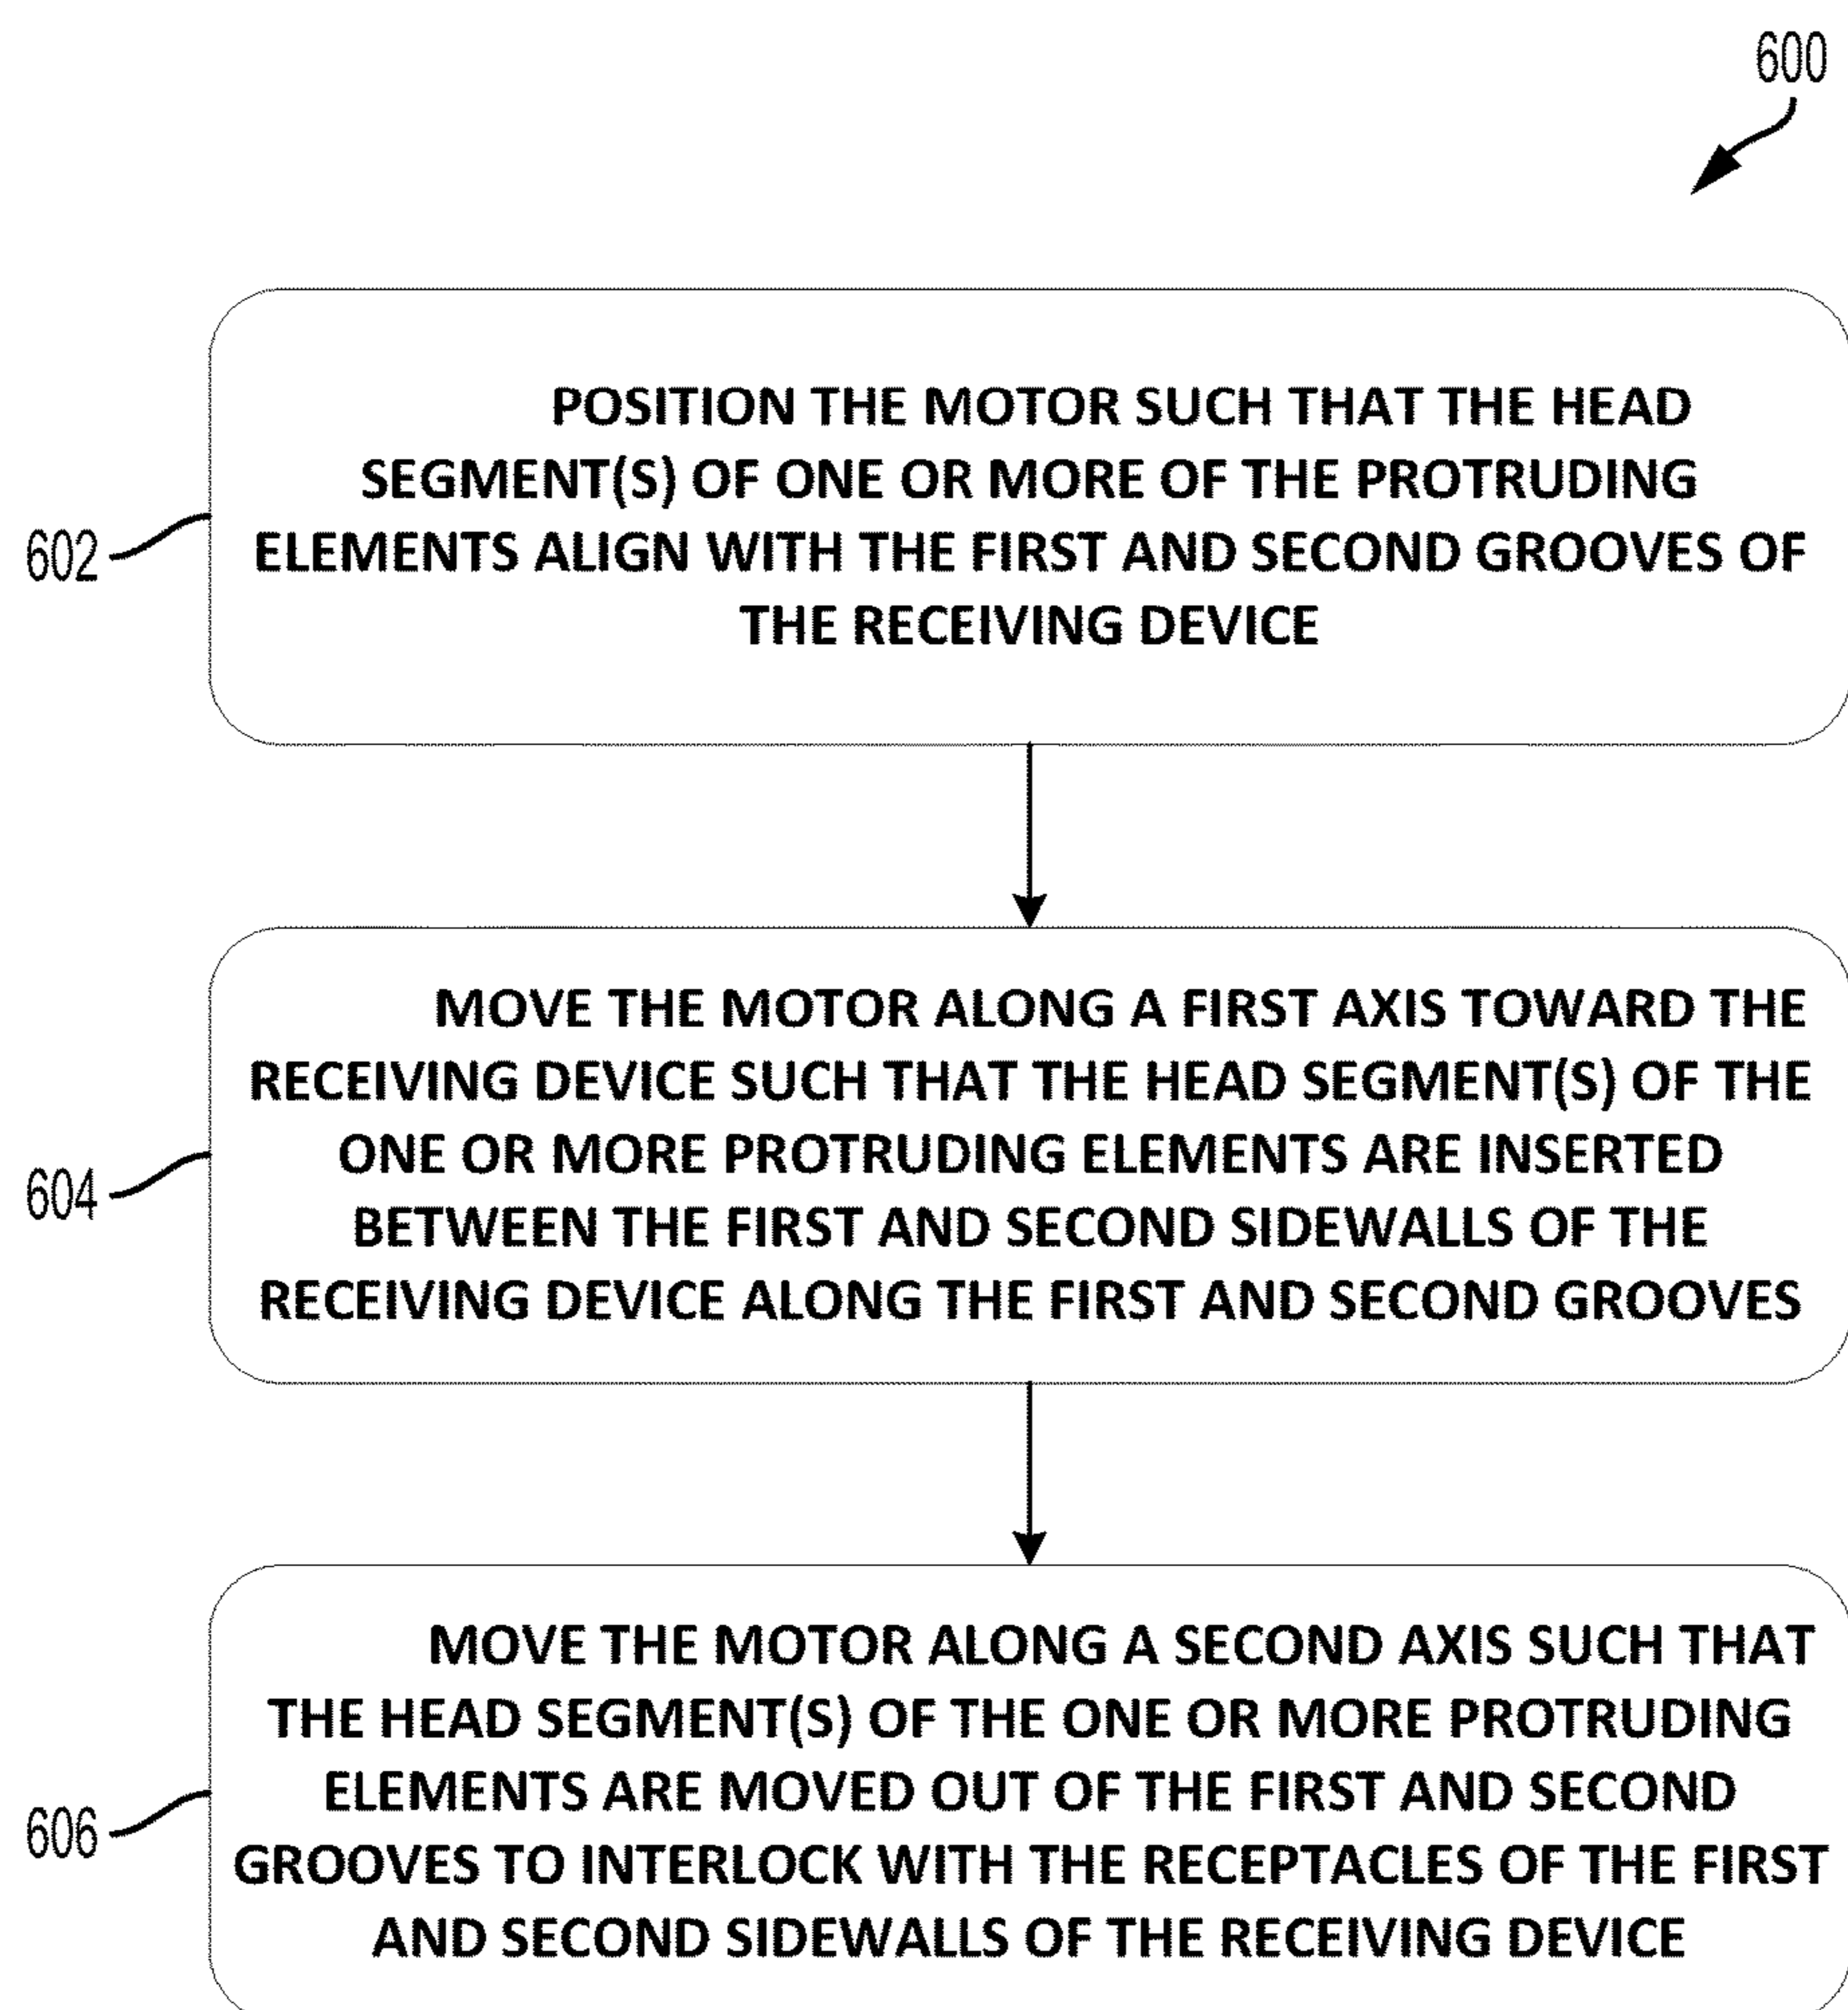 600
POSITION THE MOTOR SUCH THAT THE HEAD
SEGMENT(S) OF ONE OR MORE OF THE PROTRUDING
ELEMENTS ALIGN WITH THE FIRST AND SECOND GROOVES OF
THE RECEIVING DEVICE
602
MOVE THE MOTOR ALONG A FIRST AXIS TOWARD THE
RECEIVING DEVICE SUCH THAT THE HEAD SEGMENT(S) OF THE
ONE OR MORE PROTRUDING ELEMENTS ARE INSERTED
BETWEEN THE FIRST AND SECOND SIDEWALLS OF THE
RECEIVING DEVICE ALONG THE FIRST AND SECOND GROOVES
604
MOVE THE MOTOR ALONG A SECOND AXIS SUCH THAT
THE HEAD SEGMENT(S) OF THE ONE OR MORE PROTRUDING
ELEMENTS ARE MOVED OUT OF THE FIRST AND SECOND
GROOVES TO INTERLOCK WITH THE RECEPTACLES OF THE FIRST
AND SECOND SIDEWALLS OF THE RECEIVING DEVICE
606